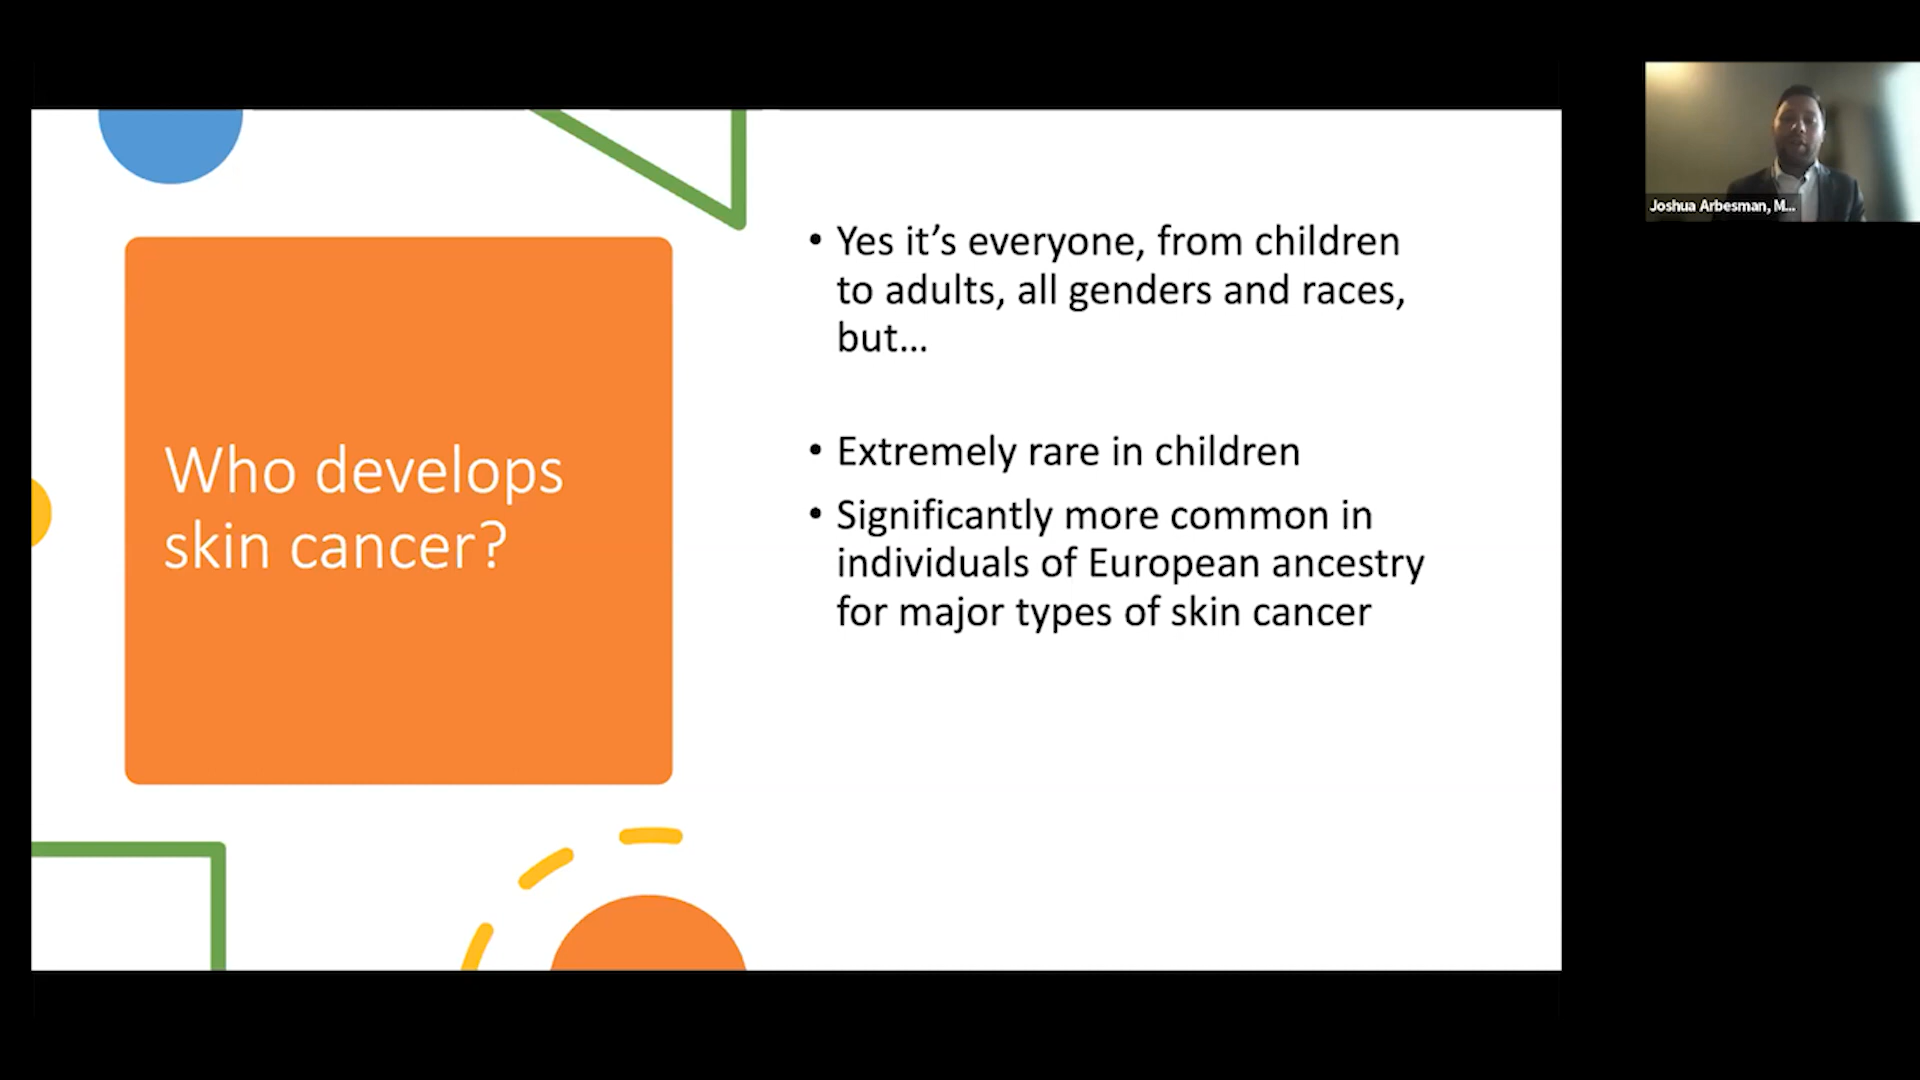 Who develops
skin cancer?
• Yes it’s everyone, from children
to adults, all genders and races,
but…
• Extremely rare in children
• Significantly more common in
individuals of European ancestry
for major types of skin cancer
Joshua Arbesman, M...